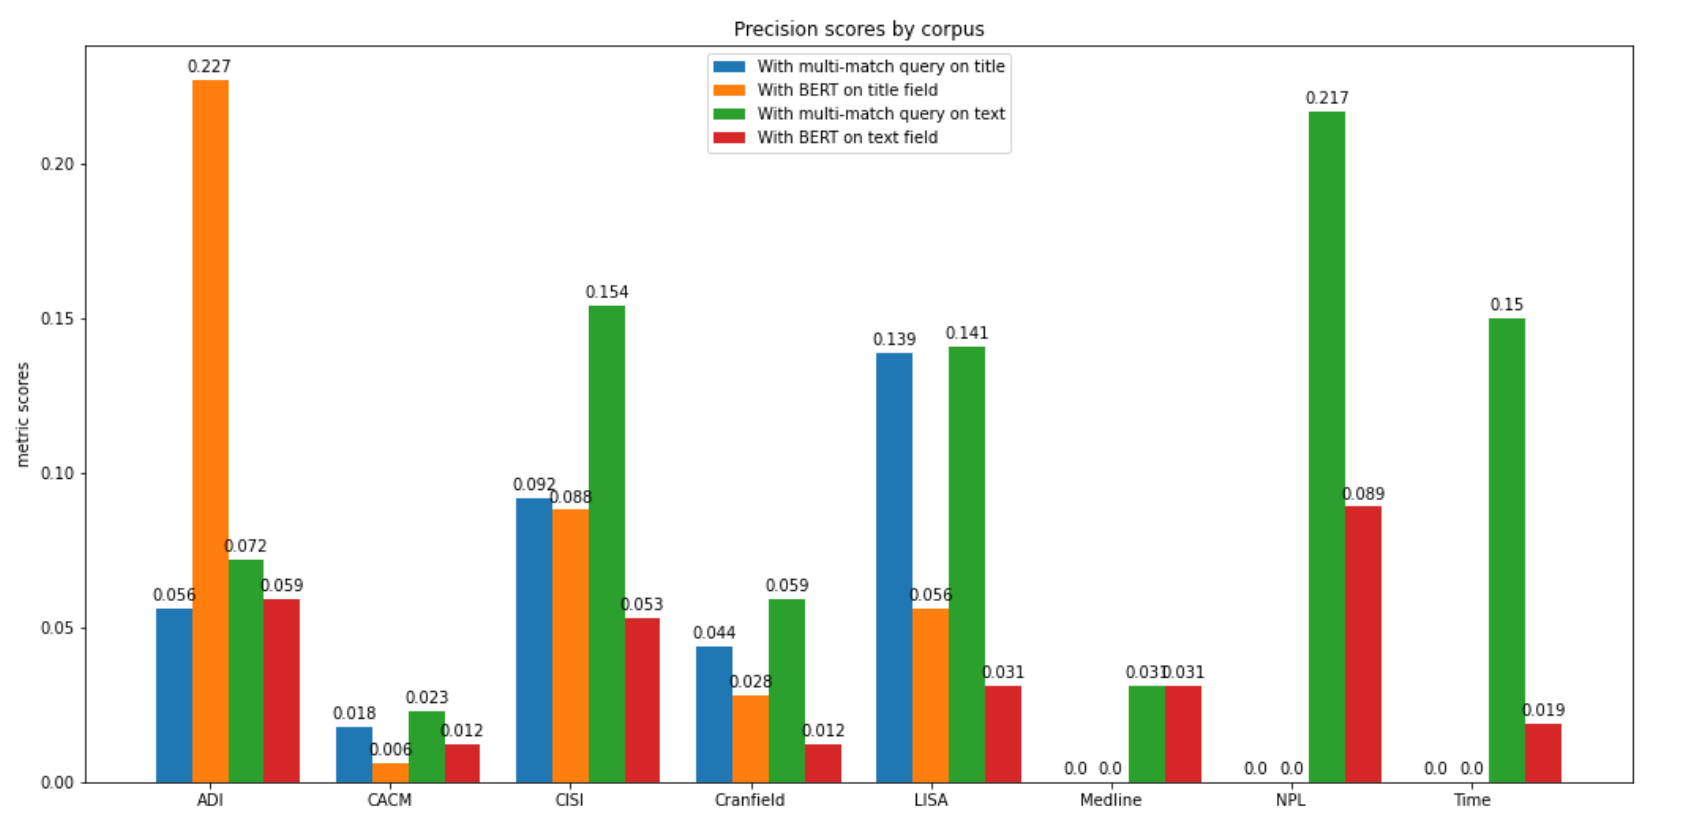 Precision scores by corpus
With multi-match query on title
With BERT on title field
With multi-match query on text
With BERT on text field
metric scores
0.20
0.15
0.10
0.05
0.00
0.056
0.227
0.072
0.059
0.018
0.006
0.023
0.012
0.092
0.088
0.154
0.053
0.044
0.028
0.059
0.012
0.139
0.056
0.141
0.031
0.0
0.0
0.031
0.031
0.0
0.0
0.217
0.089
0.0
0.0
0.15
0.019
ADI
CACM
CISI
Cranfield
LISA
Medline
NPL
Time